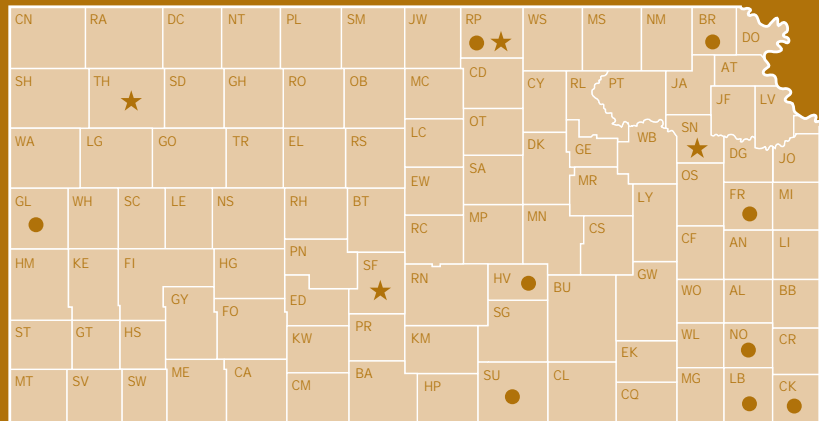 CN RA DC NT PL SM JW RP WS MS NM BR DO
SH TH SD GH RO OB MC CD CY RL PT JA AT
JF LV
WA LG GO TR EL RS LC OT DK GE WB SN DG JO
EW SA MR OS
GL WH SC LE NS RH BT RC MP MN CS LY FR MI
HM KE FI HG PN SF RN HV GW CF AN LI
GY FO ED SG BU WO AL BB
ST GT HS KW PR KM EK WL NO CR
MT SV SW ME CA CM BA HP SU CL CQ MG LB CK